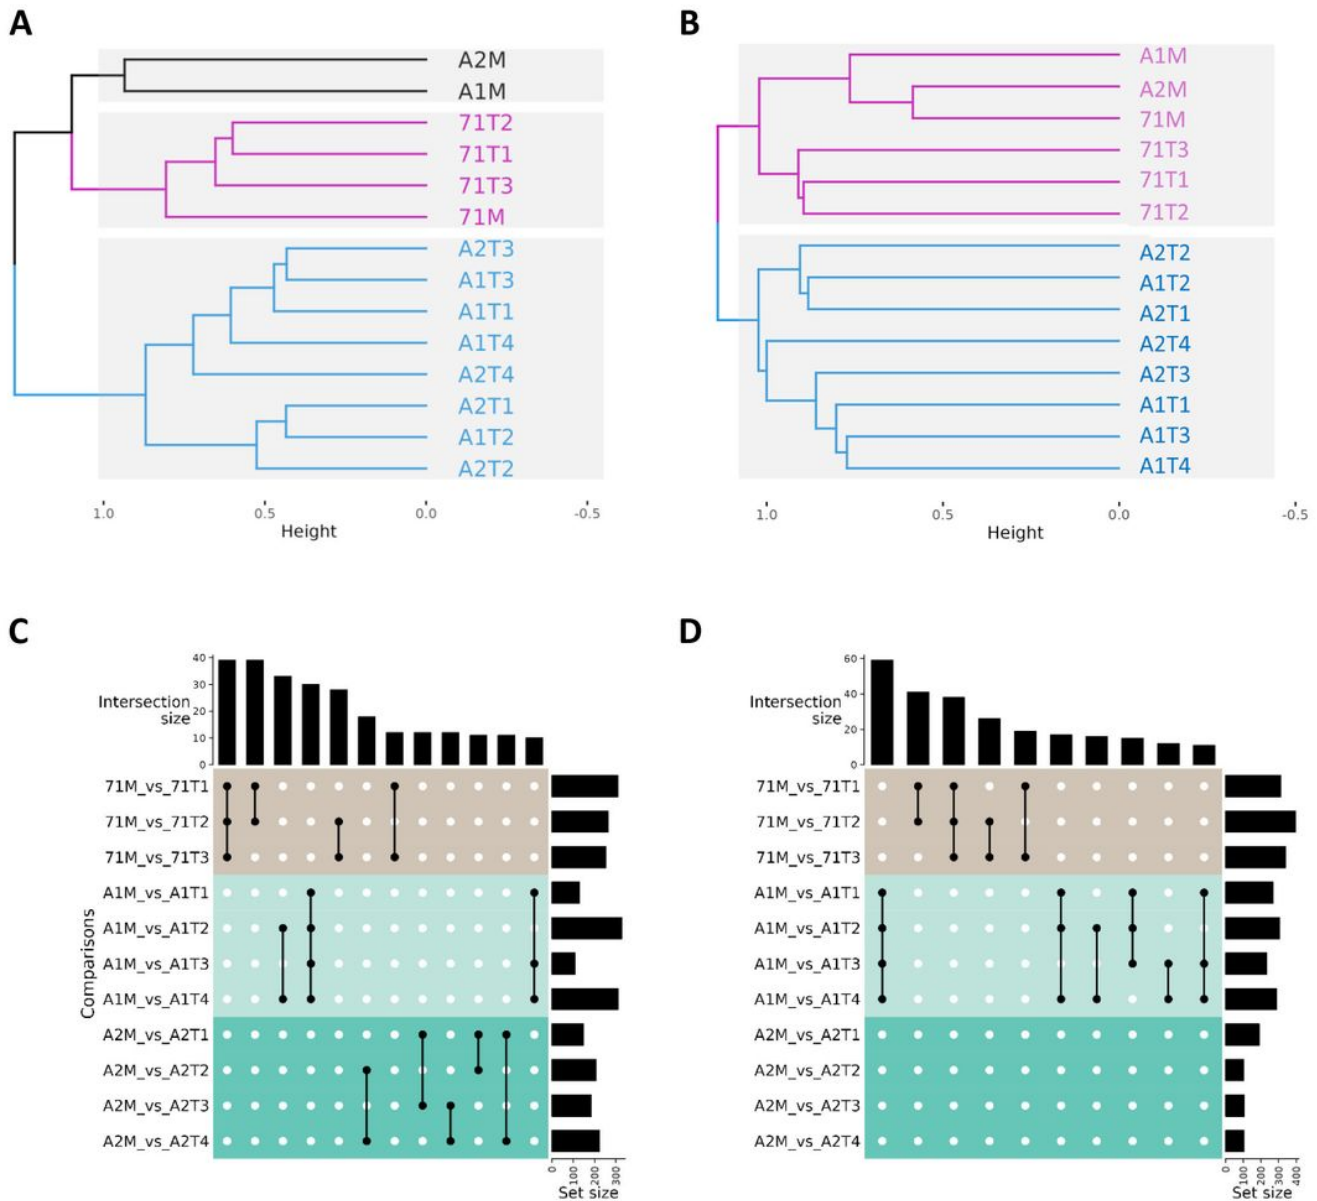 A
A2M
A1M
71T2
71T1
71T3
71M
A2T3
A1T3
A1T1
A1T4
A2T4
A2T1
A1T2
A2T2
1.0 0.5 0.0 -0.5
Height
B
A1M
A2M
71M
71T3
71T1
71T2
A2T2
A1T2
A2T1
A2T4
A2T3
A1T1
A1T3
A1T4
1.0 0.5 0.0 -0.5
Height
C
40
30
20
10
0
Intersection
size
71M_vs_71T1
71M_vs_71T2
71M_vs_71T3
A1M_vs_A1T1
A1M_vs_A1T2
A1M_vs_A1T3
A1M_vs_A1T4
A2M_vs_A2T1
A2M_vs_A2T2
A2M_vs_A2T3
A2M_vs_A2T4
Comparisons
0 100 200 300
Set size
D
60
40
20
0
Intersection
size
71M_vs_71T1
71M_vs_71T2
71M_vs_71T3
A1M_vs_A1T1
A1M_vs_A1T2
A1M_vs_A1T3
A1M_vs_A1T4
A2M_vs_A2T1
A2M_vs_A2T2
A2M_vs_A2T3
A2M_vs_A2T4
0 100 200 300 400
Set size